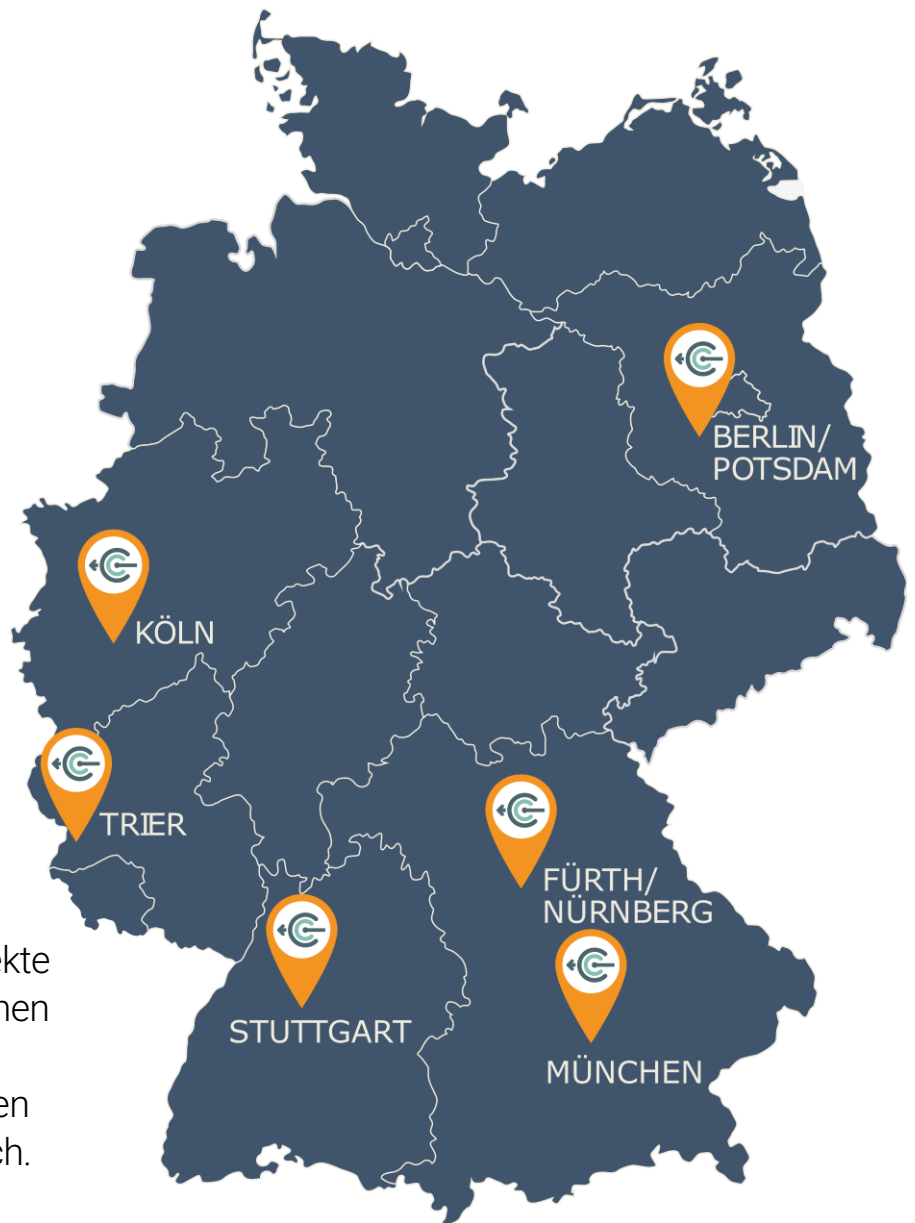 BERLIN/
POTSDAM
KÖLN
TRIER
FÜRTH/
NÜRNBERG
STUTTGART
MÜNCHEN